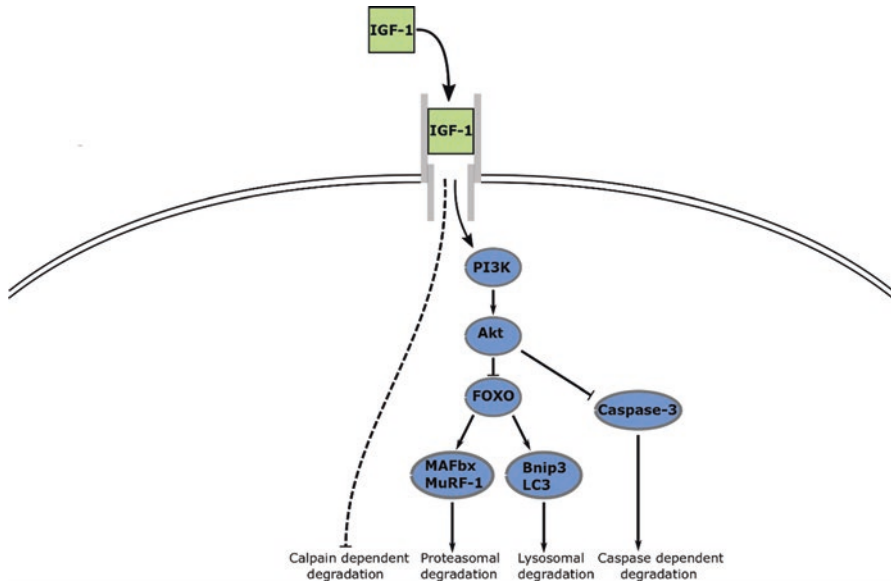 IGF-1
IGF-1
PI3K
Akt
FOXO
Caspase-3
MAFbx
MuRF-1
Bnip3
LC3
Calpain dependent
degradation
Proteasomal
degradation
Lysosomal
degradation
Caspase dependent
degradation